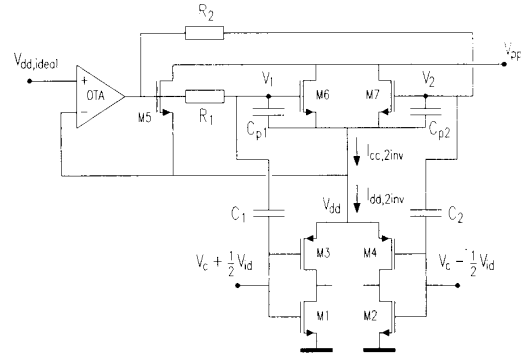 R2
Vdd,ideal
+
OTA
−
M5
R1
V1
M6
M7
V2
Vpp
Cp1
Cp2
Icc,2inv
C1
Vdd
Idd,2inv
C2
M3
M4
Vc + 1/2 Vid
Vc − 1/2 Vid
M1
M2